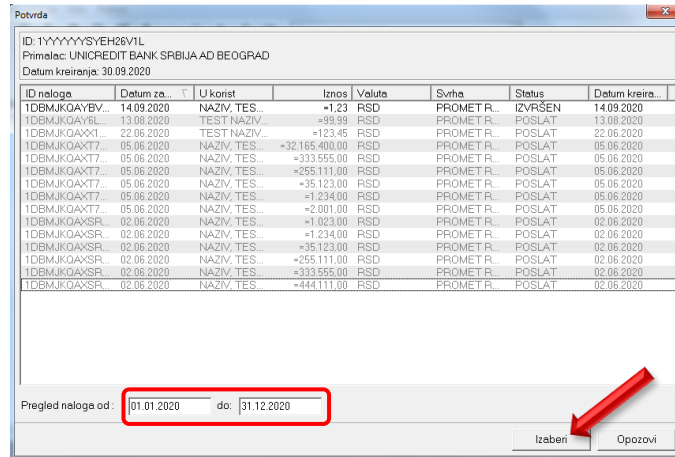 Potvrda
ID: 1YYYYYYSYEH26V1L
Primalac: UNICREDIT BANK SRBIJA AD BEOGRAD
Datum kreiranja: 30.09.2020
ID naloga Datum za... U korist Iznos Valuta Svrha Status Datum kreira...
1DBMJKQAYBV... 14.09.2020 NAZIV, TES... =1,23 RSD PROMET R... IZVRŠEN 14.09.2020
1DBMJKQAY6L... 13.08.2020 TEST NAZIV... =99,99 RSD PROMET R... POSLAT 13.08.2020
1DBMJKQAXX1... 22.06.2020 TEST NAZIV... =123,45 RSD PROMET R... POSLAT 22.06.2020
1DBMJKQAXT7... 05.06.2020 NAZIV, TES... =32.165.400,00 RSD PROMET R... POSLAT 05.06.2020
1DBMJKQAXT7... 05.06.2020 NAZIV, TES... =333.555,00 RSD PROMET R... POSLAT 05.06.2020
1DBMJKQAXT7... 05.06.2020 NAZIV, TES... =255.111,00 RSD PROMET R... POSLAT 05.06.2020
1DBMJKQAXT7... 05.06.2020 NAZIV, TES... =35.123,00 RSD PROMET R... POSLAT 05.06.2020
1DBMJKQAXT7... 05.06.2020 NAZIV, TES... =1.234,00 RSD PROMET R... POSLAT 05.06.2020
1DBMJKQAXT7... 05.06.2020 NAZIV, TES... =2.001,00 RSD PROMET R... POSLAT 05.06.2020
1DBMJKQAXSR... 02.06.2020 NAZIV, TES... =1.023,00 RSD PROMET R... POSLAT 02.06.2020
1DBMJKQAXSR... 02.06.2020 NAZIV, TES... =1.234,00 RSD PROMET R... POSLAT 02.06.2020
1DBMJKQAXSR... 02.06.2020 NAZIV, TES... =35.123,00 RSD PROMET R... POSLAT 02.06.2020
1DBMJKQAXSR... 02.06.2020 NAZIV, TES... =255.111,00 RSD PROMET R... POSLAT 02.06.2020
1DBMJKQAXSR... 02.06.2020 NAZIV, TES... =333.555,00 RSD PROMET R... POSLAT 02.06.2020
1DBMJKQAXSR... 02.06.2020 NAZIV, TES... =444.111,00 RSD PROMET R... POSLAT 02.06.2020
Pregled naloga od : 01.01.2020 do: 31.12.2020
Izaberi Opozovi